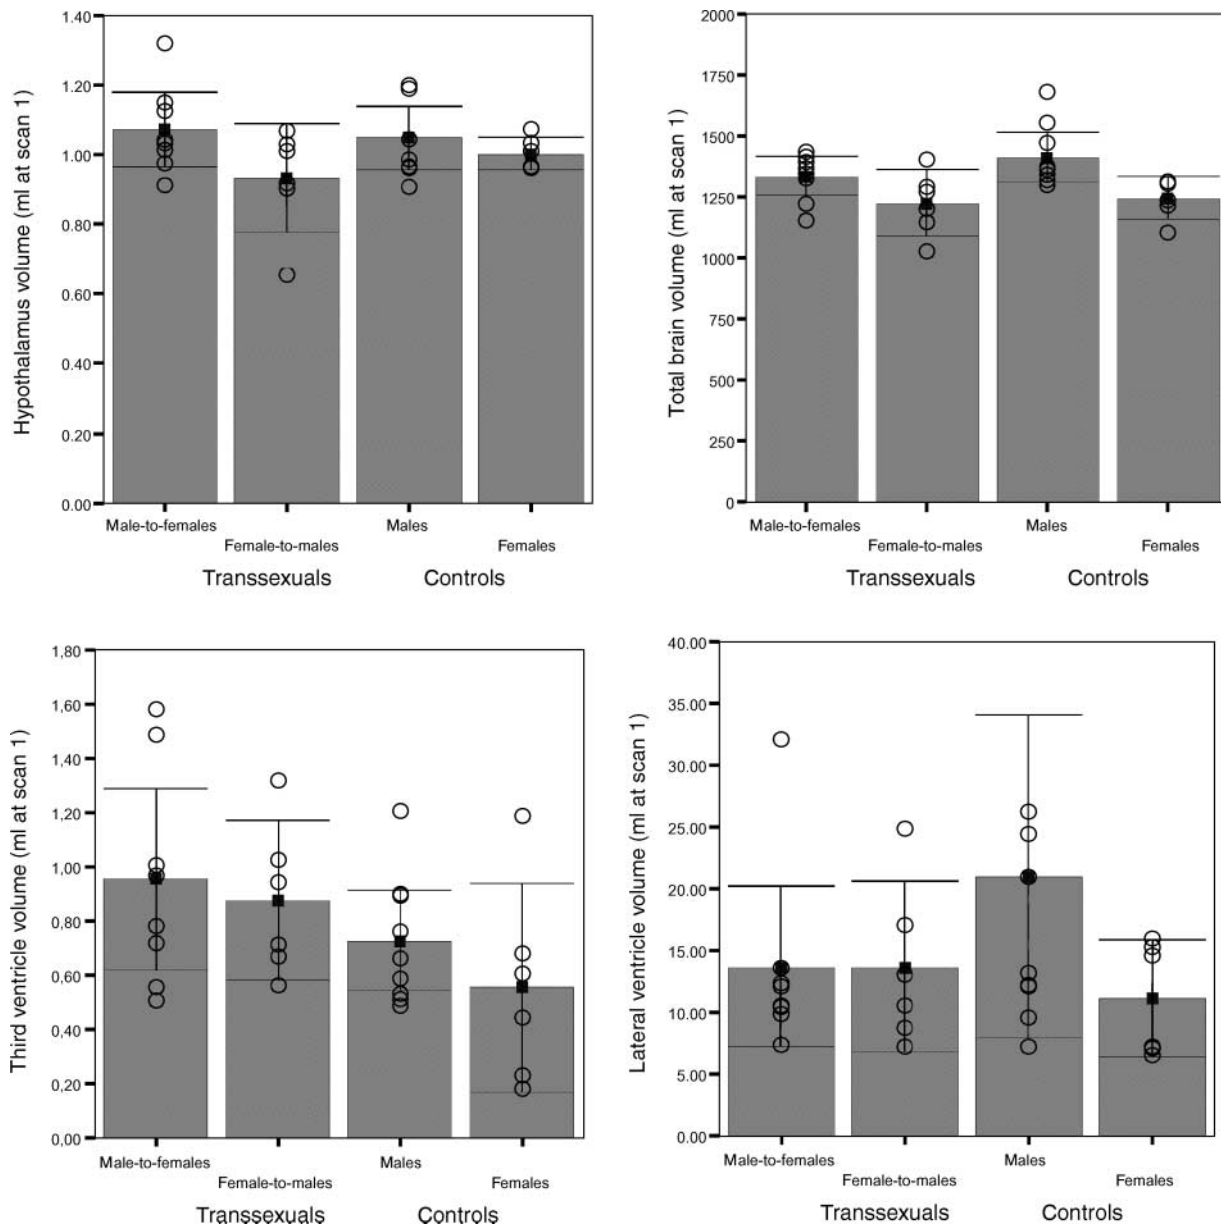 Hypothalamus volume (ml at scan 1)
1.40
1.20
1.00
0.80
0.60
0.40
0.20
0.00
Male-to-females
Female-to-males
Males
Females
Transsexuals
Controls
Total brain volume (ml at scan 1)
2000
1750
1500
1250
1000
750
500
250
0
Male-to-females
Female-to-males
Males
Females
Transsexuals
Controls
Third ventricle volume (ml at scan 1)
1,80
1,60
1,40
1,20
1,00
0,80
0,60
0,40
0,20
0,00
Male-to-females
Female-to-males
Males
Females
Transsexuals
Controls
Lateral ventricle volume (ml at scan 1)
40.00
35.00
30.00
25.00
20.00
15.00
10.00
5.00
0.00
Male-to-females
Female-to-males
Males
Females
Transsexuals
Controls